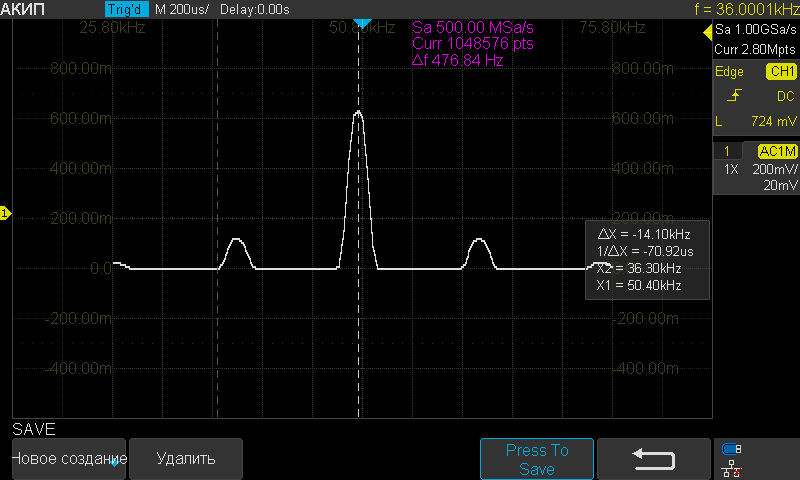 АКИП Trig'd M 200us/ Delay:0.00s f = 36.0001kHz
25.80kHz 50.80kHz 75.80kHz
Sa 500.00 MSa/s
Curr 1048576 pts
Δf 476.84 Hz
Sa 1.00GSa/s
Curr 2.80Mpts
Edge CH1
DC
L 724 mV
1 AC1M
1X 200mV/
20mV
800.00m 800.00m
600.00m 600.00m
400.00m 400.00m
200.00m 200.00m
1
0.0
-200.00m -200.00m
-400.00m -400.00m
ΔX = -14.10kHz
1/ΔX = -70.92us
X2 = 36.30kHz
X1 = 50.40kHz
SAVE
Новое создание
Удалить
Press To
Save